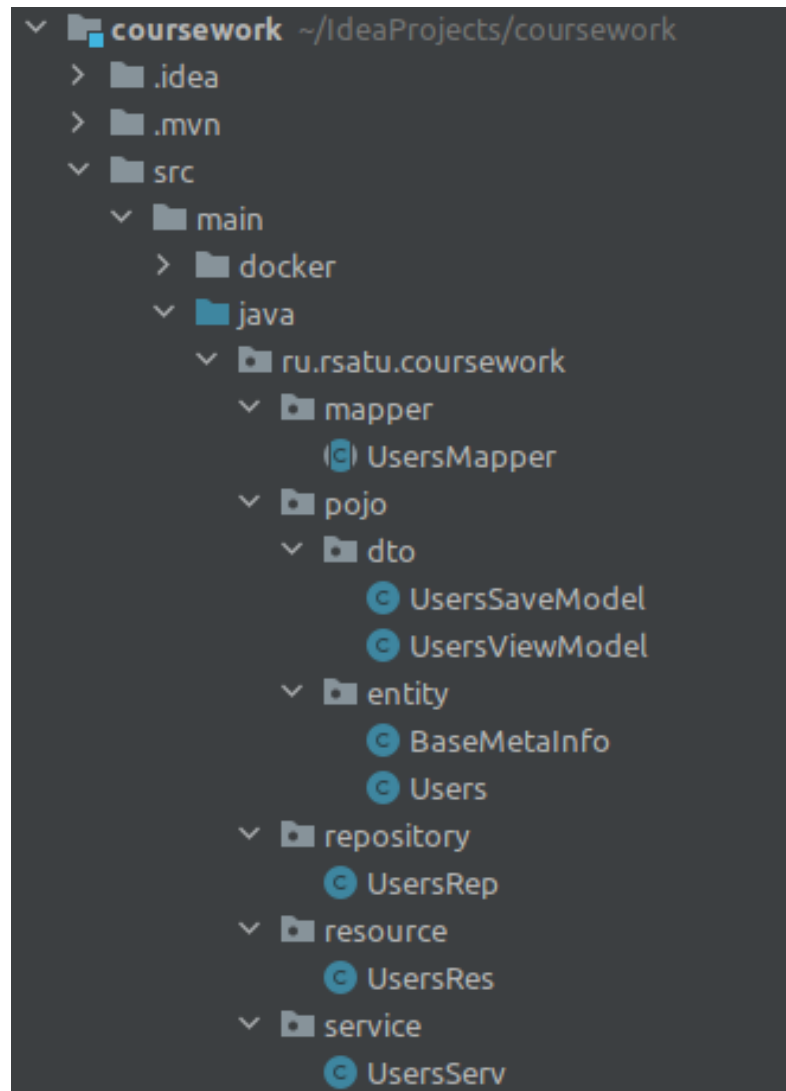 coursework ~/IdeaProjects/coursework
.idea
.mvn
src
main
docker
java
ru.rsatu.coursework
mapper
UsersMapper
pojo
dto
UsersSaveModel
UsersViewModel
entity
BaseMetaInfo
Users
repository
UsersRep
resource
UsersRes
service
UsersServ